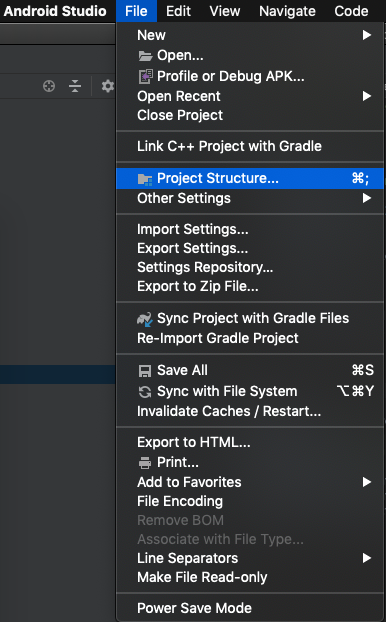 Android Studio File Edit View Navigate Code
New
Open...
Profile or Debug APK...
Open Recent
Close Project
Link C++ Project with Gradle
Project Structure... ⌘;
Other Settings
Import Settings...
Export Settings...
Settings Repository...
Export to Zip File...
Sync Project with Gradle Files
Re-Import Gradle Project
Save All ⌘S
Sync with File System ⌥⌘Y
Invalidate Caches / Restart...
Export to HTML...
Print...
Add to Favorites
File Encoding
Remove BOM
Associate with File Type...
Line Separators
Make File Read-only
Power Save Mode